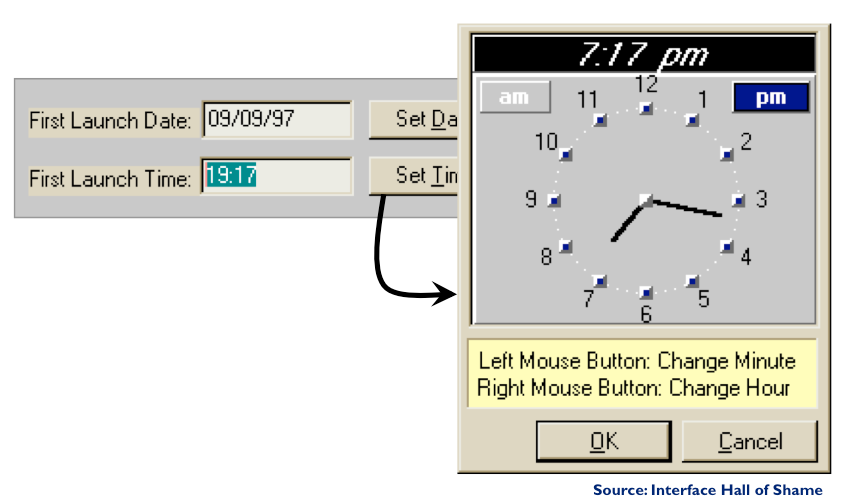 First Launch Date: 09/09/97 Set Da
First Launch Time: 19:17 Set Tim
7:17 pm
am pm
12
11 1
10 2
9 3
8 4
7 5
6
Left Mouse Button: Change Minute
Right Mouse Button: Change Hour
OK Cancel
Source: Interface Hall of Shame